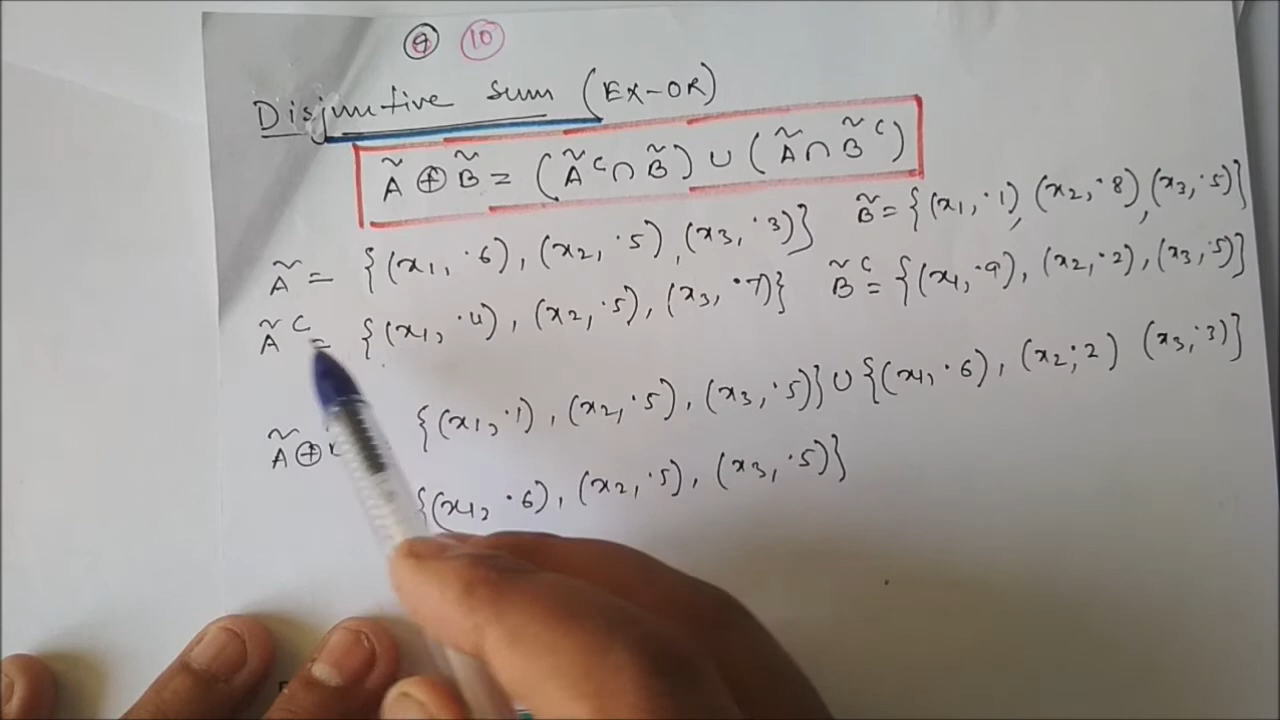 9 10
Disjuntive sum (EX-OR)
Ã ⊕ B̃ = (Ã^C ∩ B̃) ∪ (Ã ∩ B̃^C)
Ã = {(x1, .6), (x2, .5), (x3, .3)} B̃ = {(x1, .1), (x2, .8), (x3, .5)}
Ã^C = {(x1, .4), (x2, .5), (x3, .7)} B̃^C = {(x1, .9), (x2, .2), (x3, .5)}
Ã ⊕ {(x1, .1), (x2, .5), (x3, .5)} ∪ {(x1, .6), (x2, .2) (x3, .3)}
{(x1, .6), (x2, .5), (x3, .5)}